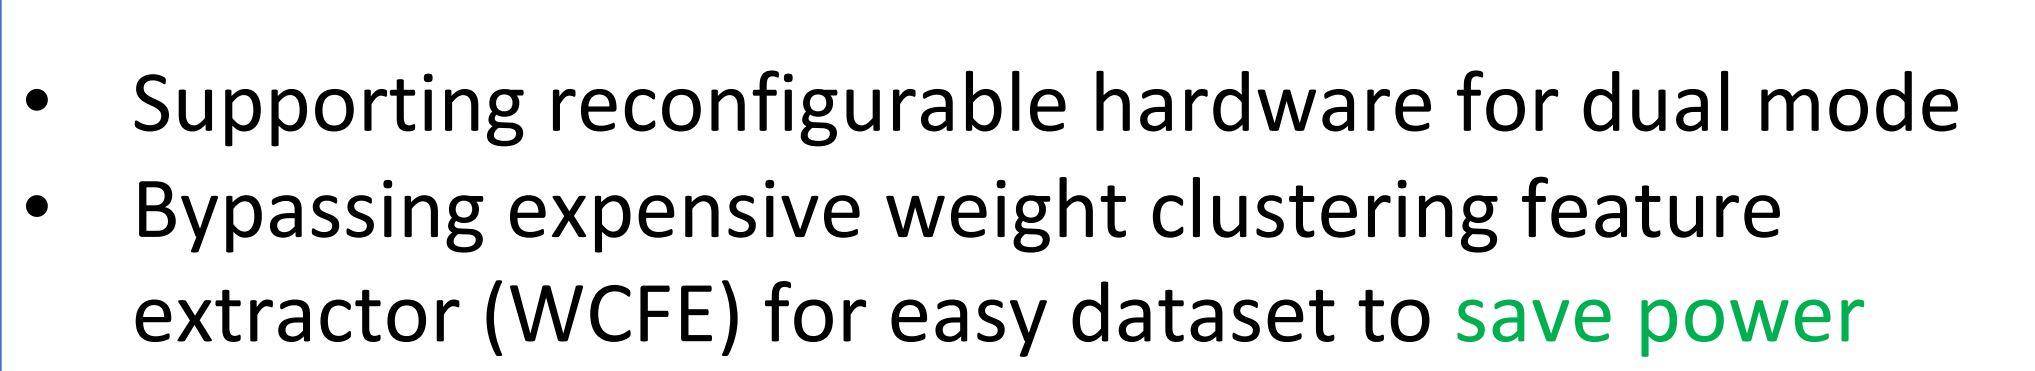 • Supporting reconfigurable hardware for dual mode
• Bypassing expensive weight clustering feature
extractor (WCFE) for easy dataset to save power